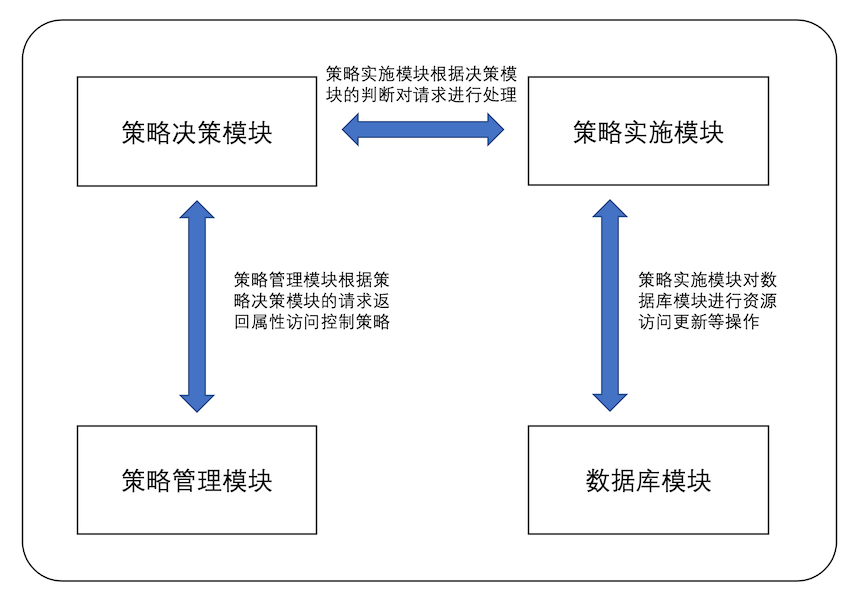 策略实施模块根据决策模
块的判断对请求进行处理
策略决策模块
策略实施模块
策略管理模块根据策
略决策模块的请求返
回属性访问控制策略
策略实施模块对数
据库模块进行资源
访问更新等操作
策略管理模块
数据库模块